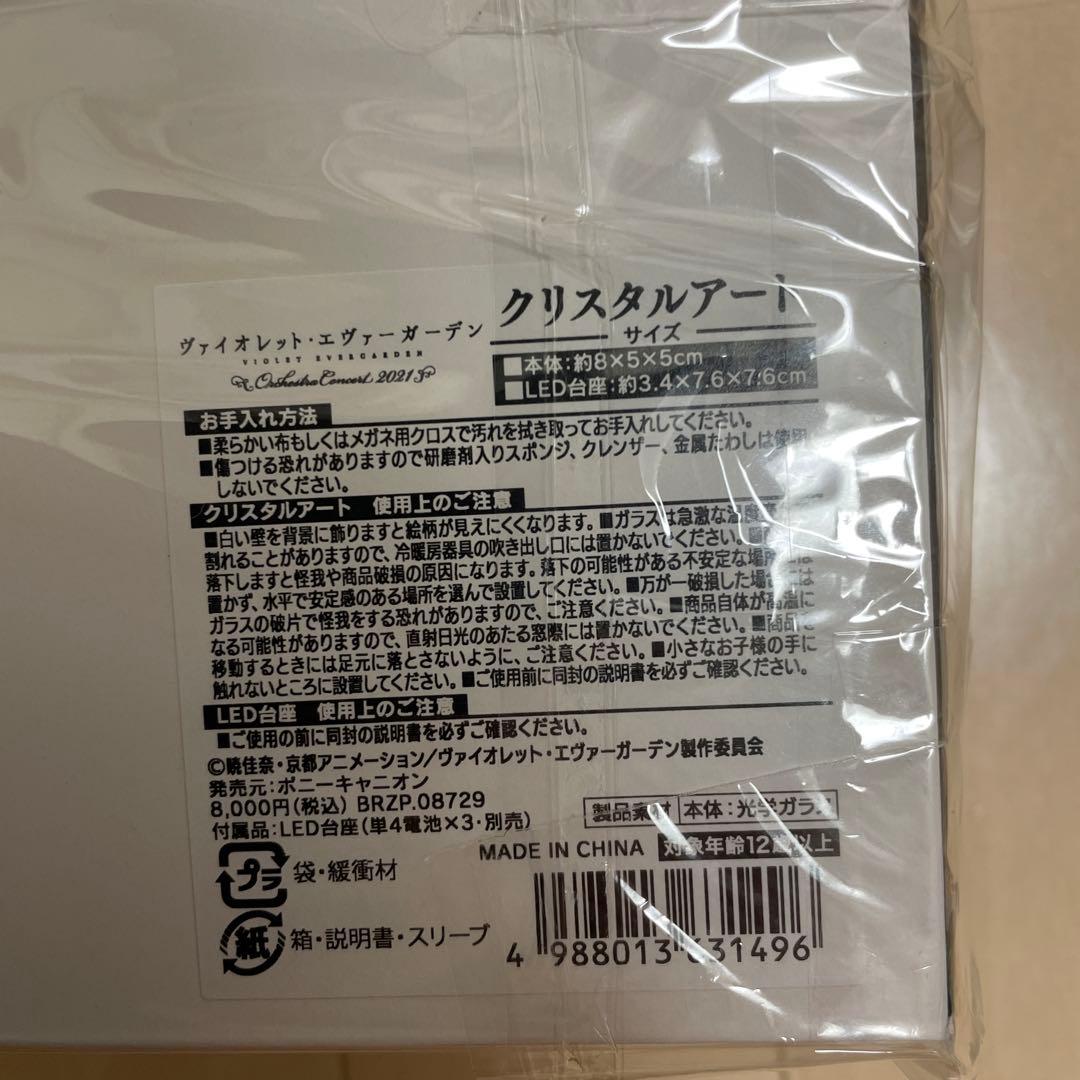 ヴァイオレット・エヴァーガーデン
VIOLET EVERGARDEN
Orchestra Concert 2021
クリスタルアート
サイズ
本体:約8×5×5cm
LED台座:約3.4×7.6×7.6cm
お手入れ方法
■柔らかい布もしくはメガネ用クロスで汚れを拭き取ってお手入れしてください。
■傷つける恐れがありますので研磨剤入りスポンジ、クレンザー、金属たわしは使用
しないでください。
クリスタルアート 使用上のご注意
■白い壁を背景に飾りますと絵柄が見えにくくなります。■ガラスは急激な温度
割れることがありますので、冷暖房器具の吹き出し口には置かないでください。
落下しますと怪我や商品破損の原因になります。落下の可能性がある不安定な場所には
置かず、水平で安定感のある場所を選んで設置してください。■万が一破損した場合には
ガラスの破片で怪我をする恐れがありますので、ご注意ください。■商品自体が高温に
なる可能性がありますので、直射日光のあたる窓際には置かないでください。■商品を
移動するときには足元に落とさないように、ご注意ください。■小さなお子様の手に
触れないところに設置してください。■ご使用前に同封の説明書を必ずご確認ください。
LED台座 使用上のご注意
■ご使用の前に同封の説明書を必ずご確認ください。
©暁佳奈・京都アニメーション/ヴァイオレット・エヴァーガーデン製作委員会
発売元:ポニーキャニオン
8,000円(税込) BRZP.08729
付属品:LED台座(単4電池×3・別売)
製品素材 本体:光学ガラス
MADE IN CHINA 対象年齢12歳以上
プラ 袋・緩衝材
紙 箱・説明書・スリーブ
4 988013 631496